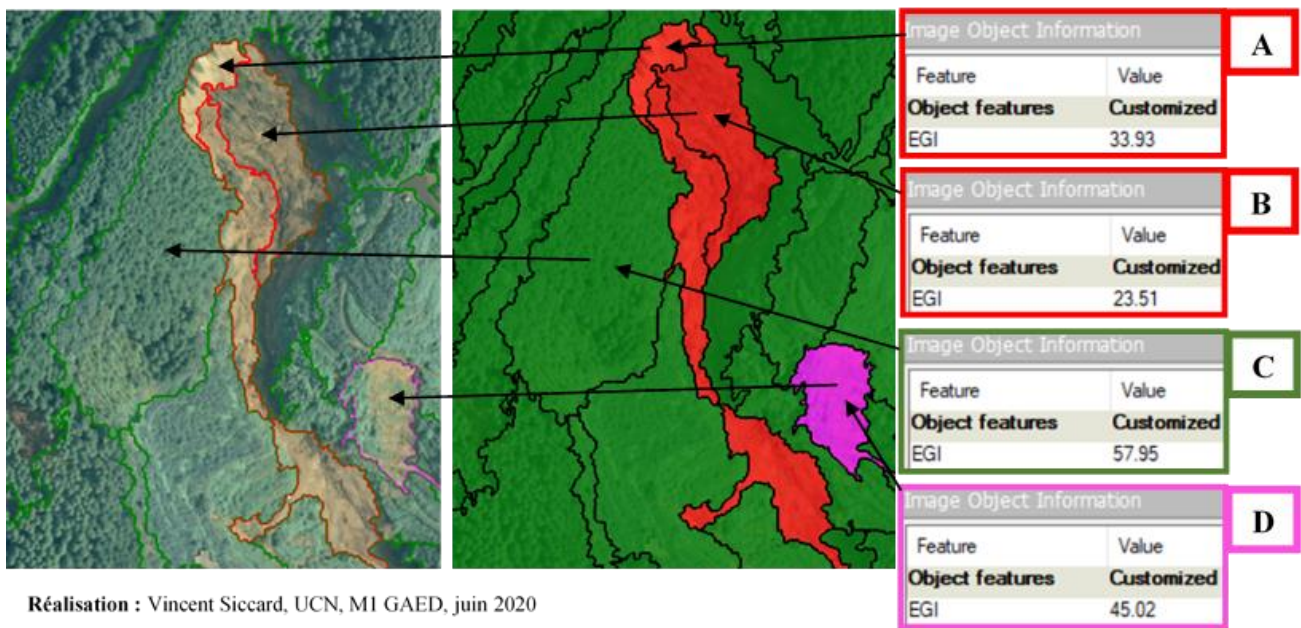 Image Object Information
A
Feature Value
Object features Customized
EGI 33.93
Image Object Information
B
Feature Value
Object features Customized
EGI 23.51
Image Object Information
C
Feature Value
Object features Customized
EGI 57.95
Image Object Information
D
Feature Value
Object features Customized
EGI 45.02
Réalisation : Vincent Siccard, UCN, M1 GAED, juin 2020